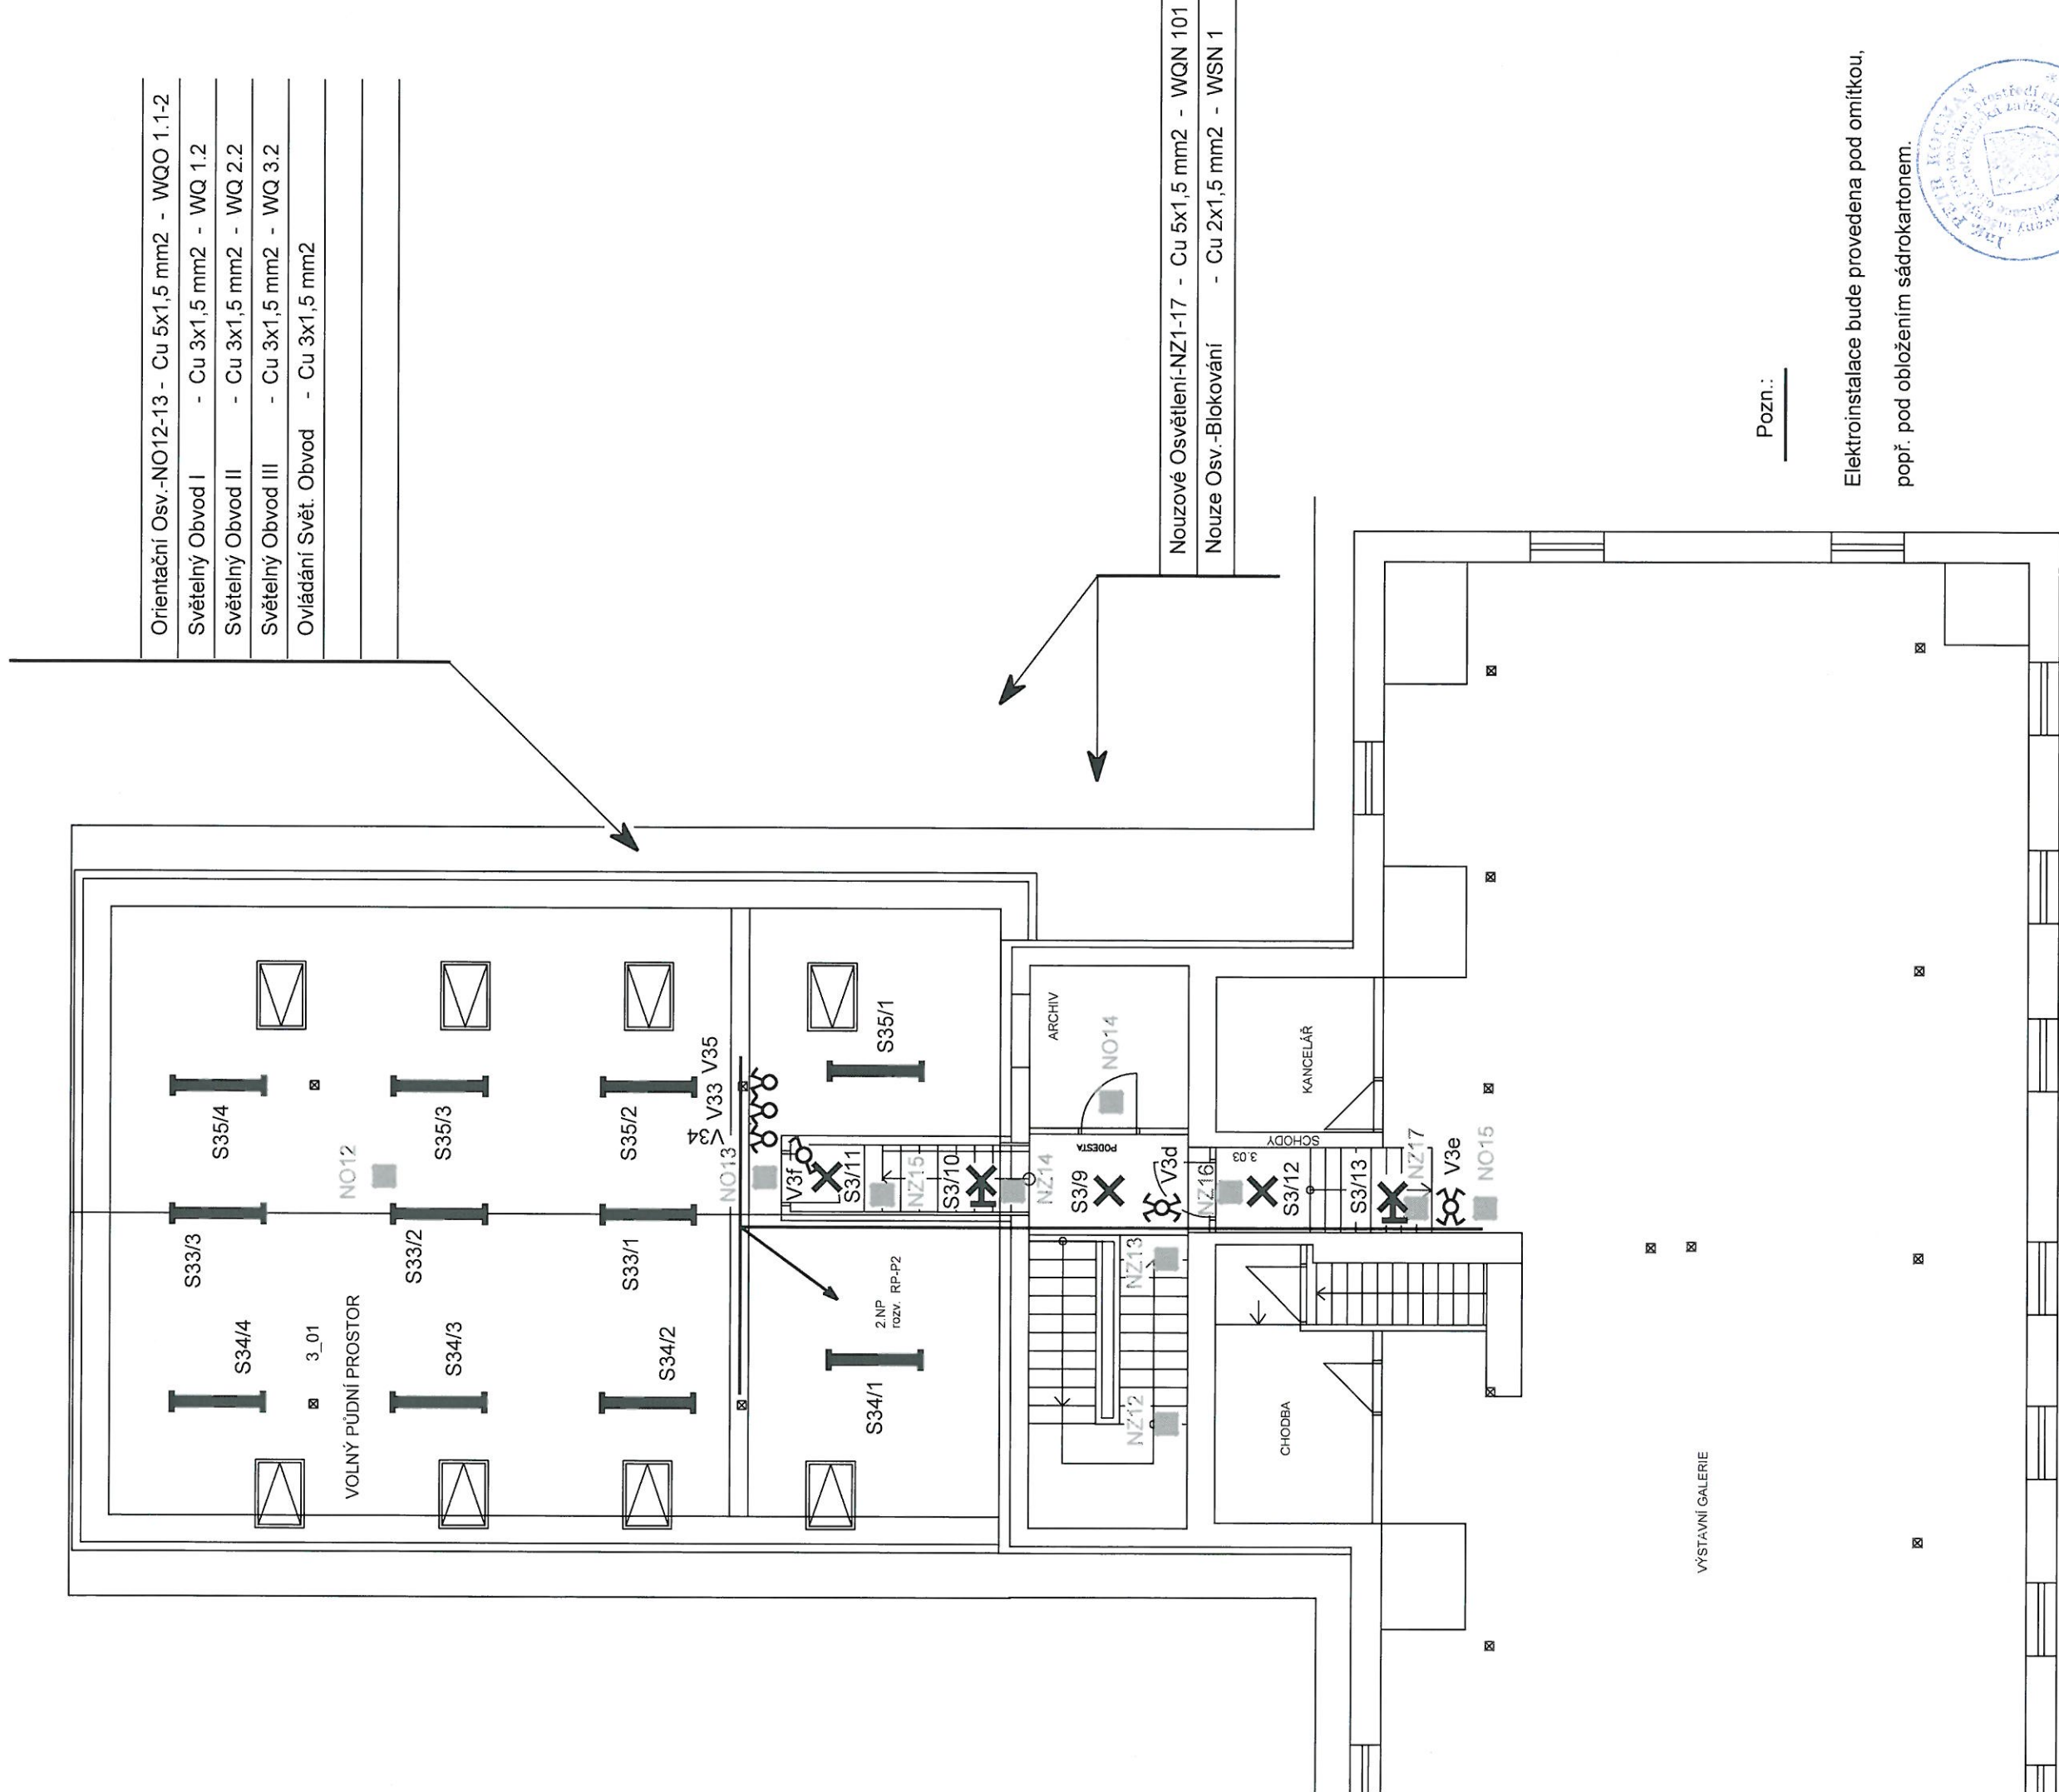 Orientační Osv.-NO12-13 - Cu 5x1,5 mm2 - WQO 1.1-2
Světelný Obvod I - Cu 3x1,5 mm2 - WQ 1.2
Světelný Obvod II - Cu 3x1,5 mm2 - WQ 2.2
Světelný Obvod III - Cu 3x1,5 mm2 - WQ 3.2
Ovládání Svět. Obvod - Cu 3x1,5 mm2
Nouzové Osvětlení-NZ1-17 - Cu 5x1,5 mm2 - WQN 101
Nouze Osv.-Blokování - Cu 2x1,5 mm2 - WSN 1
Pozn.:
Elektroinstalace bude provedena pod omítkou,
popř. pod obložením sádrokartonem.
Ing. PETR KOCMAN
S35/4
S35/3
S35/2
S35/1
V35
V33
V34
NO12
NO13
S33/3
S33/2
S33/1
S34/4
S34/3
S34/2
S34/1
3_01
VOLNÝ PŮDNÍ PROSTOR
2.NP
rozv. RP-P2
V3f
S3/11
NZ15
S3/10
NZ14
ARCHIV
NO14
PODESTA
S3/9
V3d
NZ16
NZ13
NZ12
KANCELÁŘ
SCHODY
3.03
S3/12
S3/13
NZ17
V3e
NO15
CHODBA
VÝSTAVNÍ GALERIE